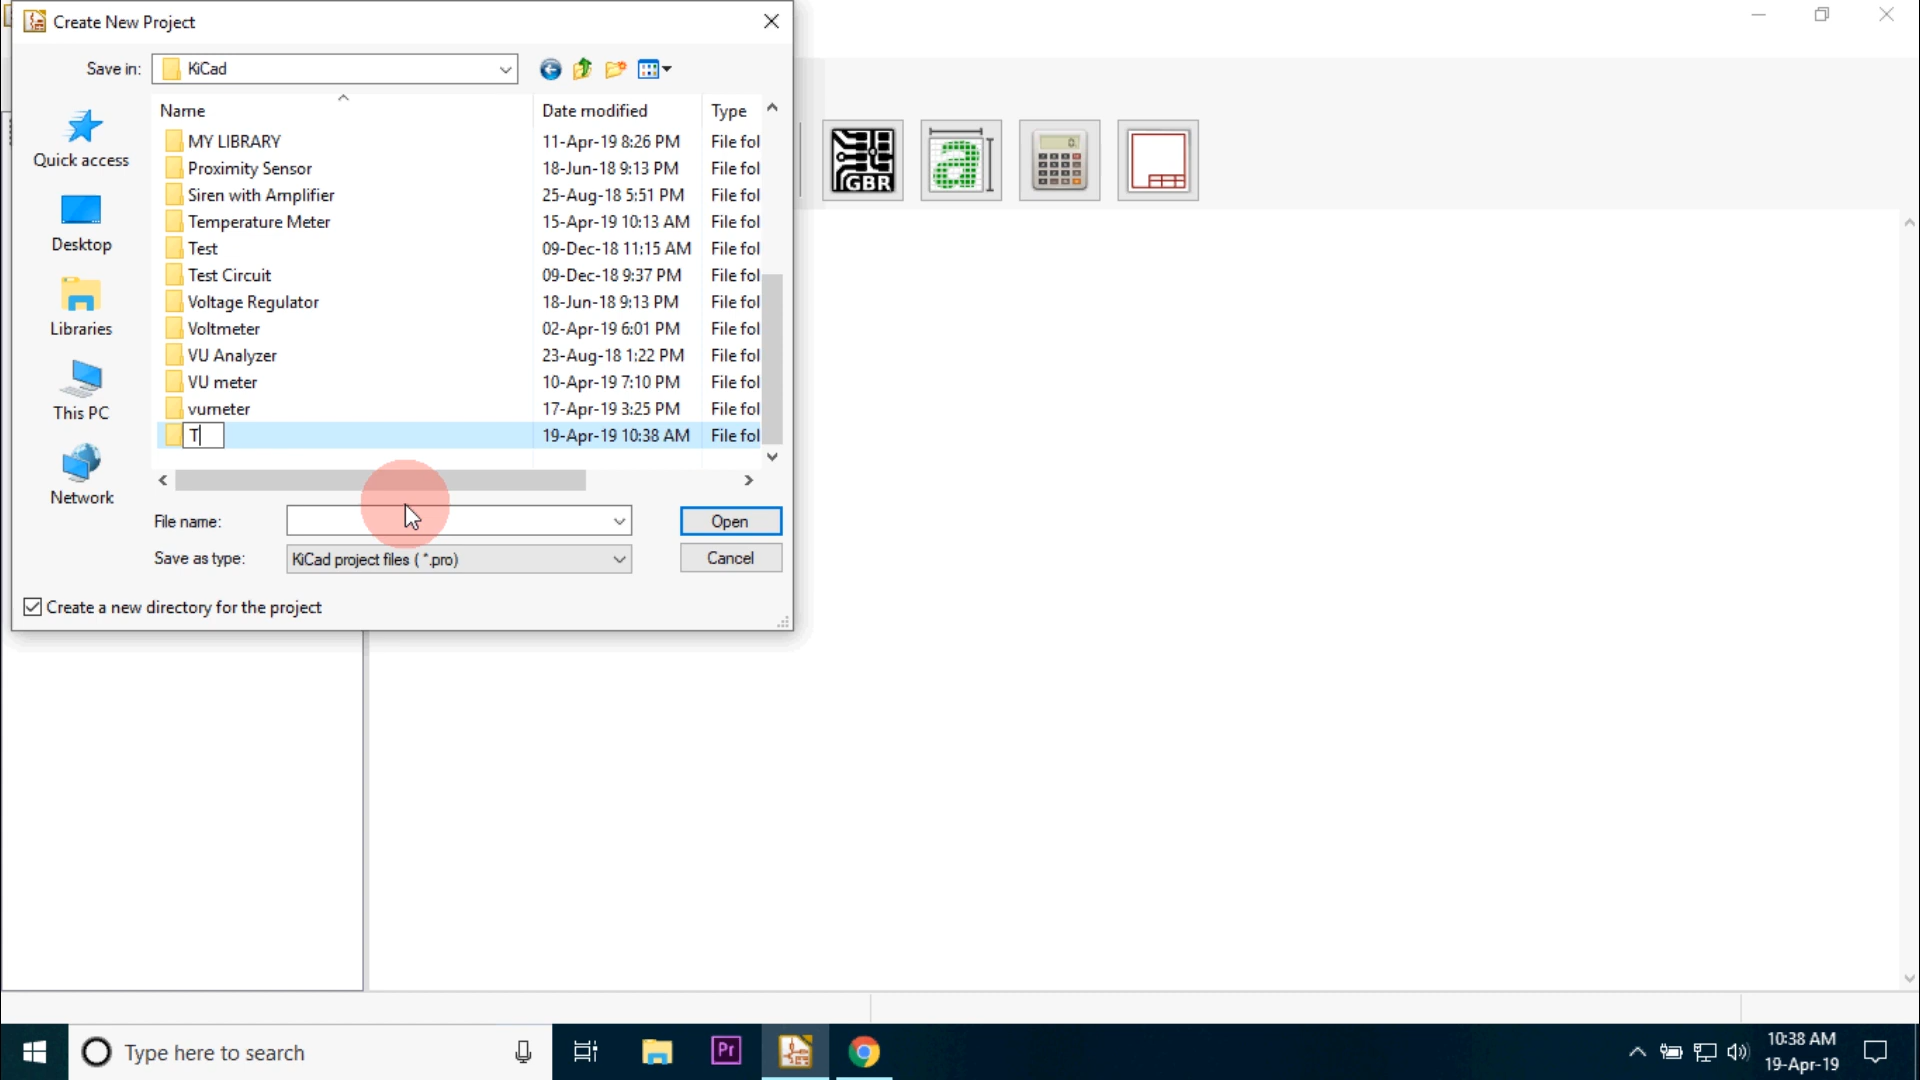 Create New Project
Save in: KiCad
Name Date modified Type
MY LIBRARY 11-Apr-19 8:26 PM File fol
Proximity Sensor 18-Jun-18 9:13 PM File fol
Siren with Amplifier 25-Aug-18 5:51 PM File fol
Temperature Meter 15-Apr-19 10:13 AM File fol
Test 09-Dec-18 11:15 AM File fol
Test Circuit 09-Dec-18 9:37 PM File fol
Voltage Regulator 18-Jun-18 9:13 PM File fol
Voltmeter 02-Apr-19 6:01 PM File fol
VU Analyzer 23-Aug-18 1:22 PM File fol
VU meter 10-Apr-19 7:10 PM File fol
vumeter 17-Apr-19 3:25 PM File fol
T 19-Apr-19 10:38 AM File fol
Quick access
Desktop
Libraries
This PC
Network
File name: Open
Save as type: KiCad project files ( *.pro) Cancel
Create a new directory for the project
GBR
a
0.
Type here to search
Pr
10:38 AM
19-Apr-19